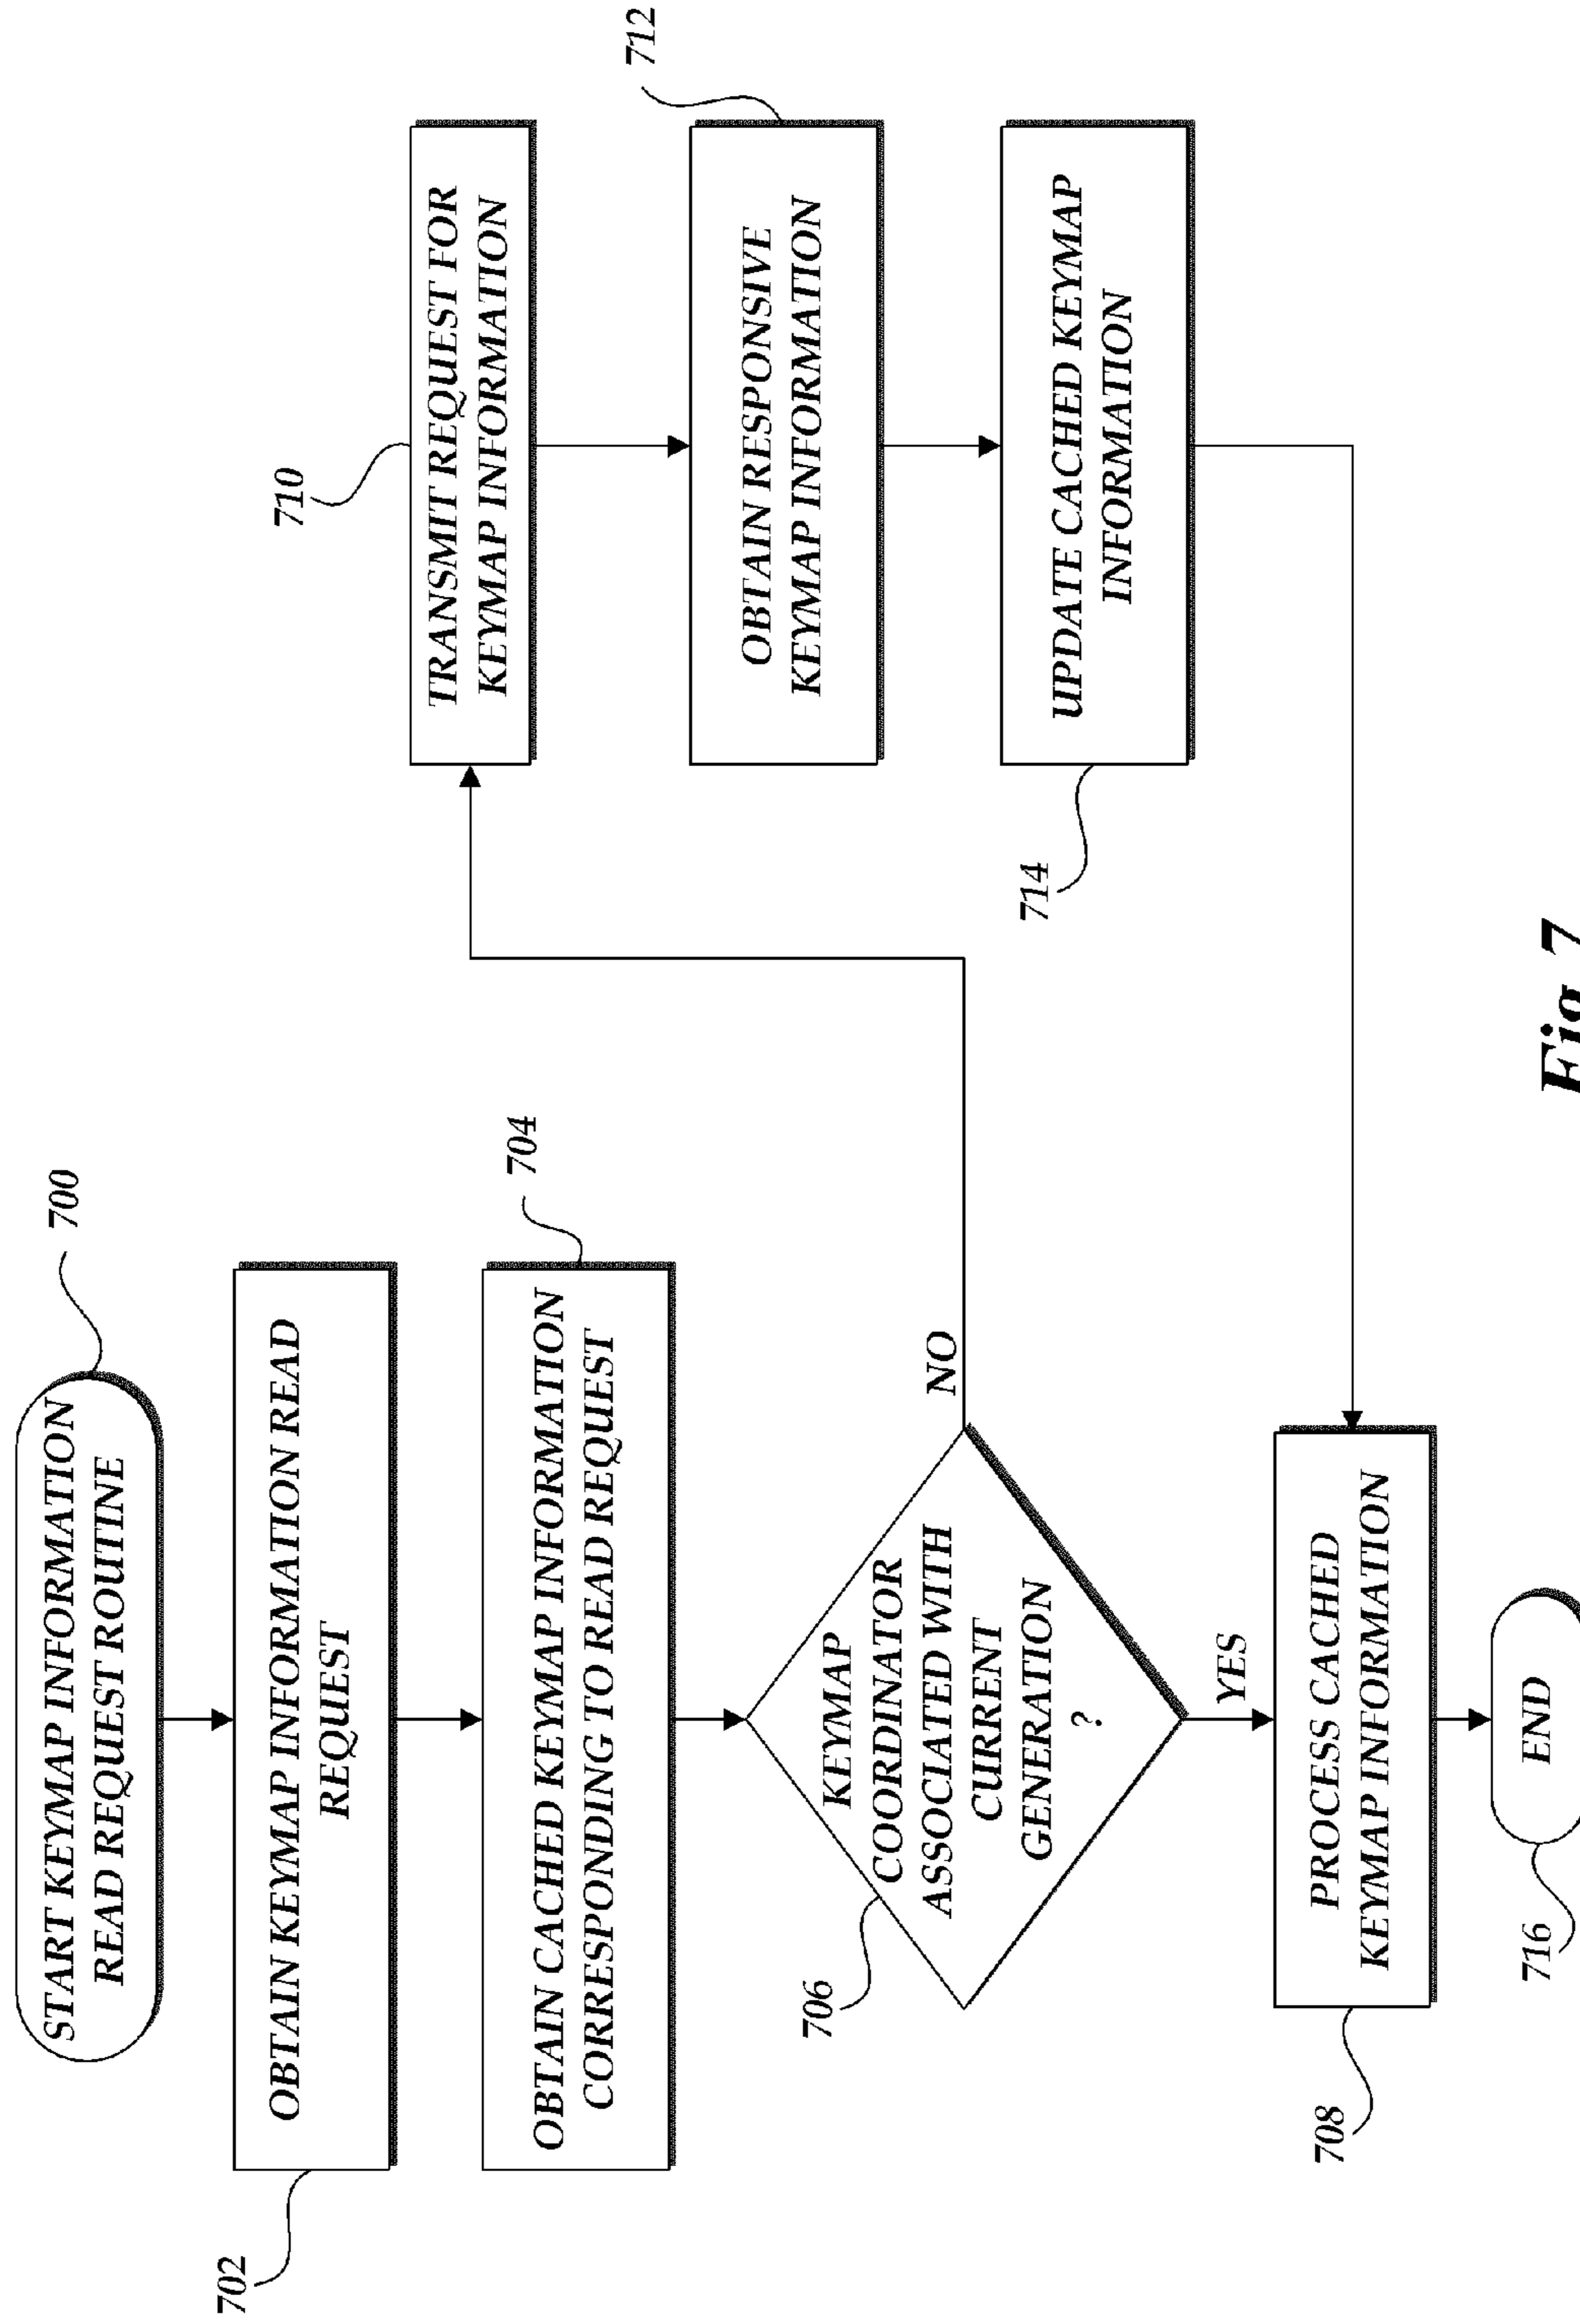 START KEYMAP INFORMATION
READ REQUEST ROUTINE
700
OBTAIN KEYMAP INFORMATION READ
REQUEST
702
OBTAIN CACHED KEYMAP INFORMATION
CORRESPONDING TO READ REQUEST
704
KEYMAP
COORDINATOR
ASSOCIATED WITH
CURRENT
GENERATION
?
706
NO
YES
PROCESS CACHED
KEYMAP INFORMATION
708
END
716
710
TRANSMIT REQUEST FOR
KEYMAP INFORMATION
712
OBTAIN RESPONSIVE
KEYMAP INFORMATION
714
UPDATE CACHED KEYMAP
INFORMATION
Fig.7